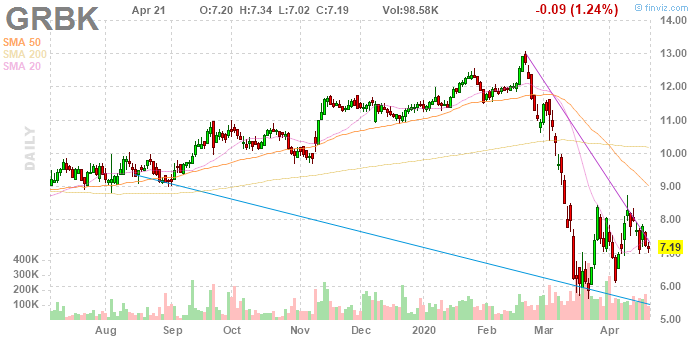 GRBK Apr 21 O:7.20 H:7.34 L:7.02 C:7.19 Vol:98.58K -0.09 (1.24%) © finviz.com
SMA 50
SMA 200
SMA 20
DAILY
14.00
13.00
12.00
11.00
10.00
9.00
8.00
7.19
7.00
6.00
5.00
400K
300K
200K
100K
Aug Sep Oct Nov Dec 2020 Feb Mar Apr